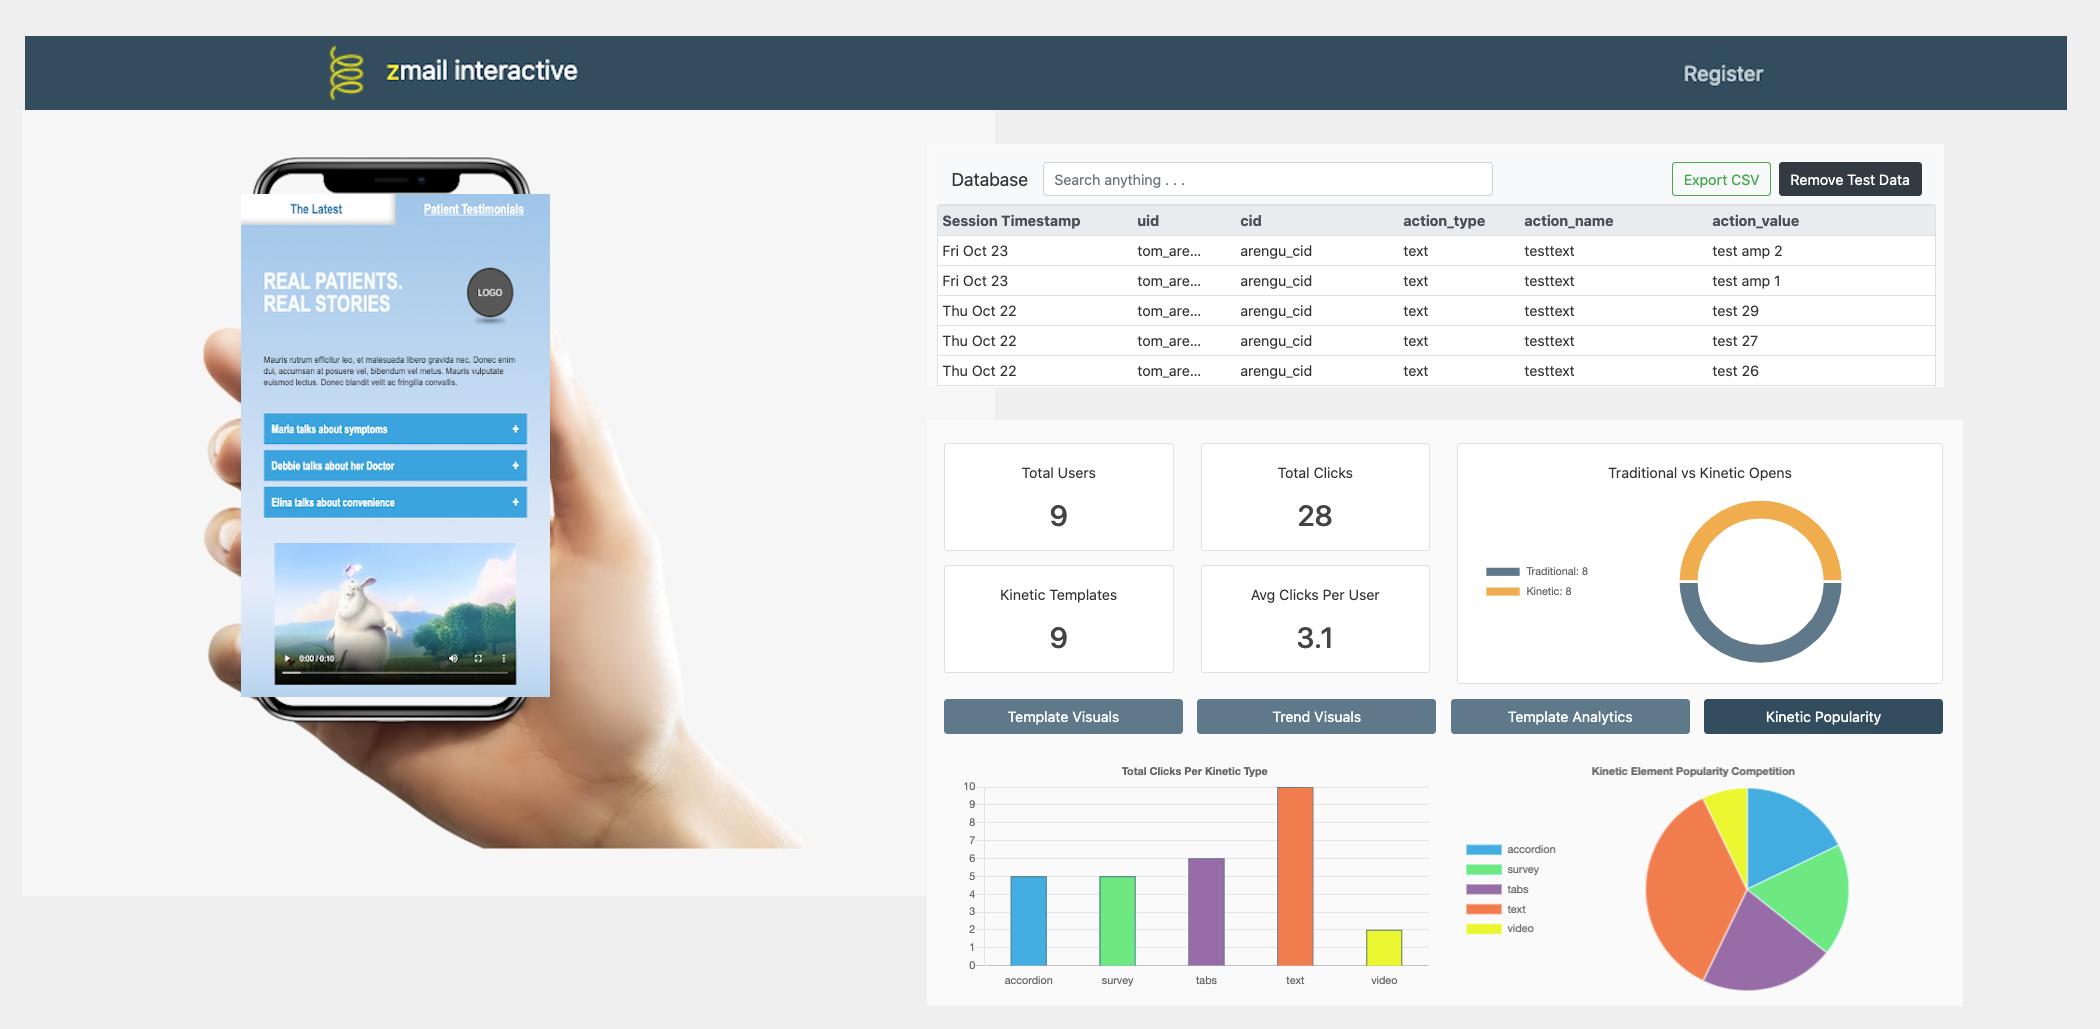 zmail interactive
Register
The Latest
Patient Testimonials
REAL PATIENTS.
REAL STORIES
LOGO
Mauris rutrum efficitur leo, et malesuada libero gravida nec. Donec enim
dui, accumsan at posuere vel, bibendum vel metus. Mauris vulputate
euismod lectus. Donec blandit velit ac fringilla convallis.
Marla talks about symptoms +
Debbie talks about her Doctor +
Elina talks about convenience +
0:00 / 0:10
Database
Search anything . . .
Export CSV
Remove Test Data
Session Timestamp uid cid action_type action_name action_value
Fri Oct 23 tom_are... arengu_cid text testtext test amp 2
Fri Oct 23 tom_are... arengu_cid text testtext test amp 1
Thu Oct 22 tom_are... arengu_cid text testtext test 29
Thu Oct 22 tom_are... arengu_cid text testtext test 27
Thu Oct 22 tom_are... arengu_cid text testtext test 26
Total Users
9
Total Clicks
28
Kinetic Templates
9
Avg Clicks Per User
3.1
Traditional vs Kinetic Opens
Traditional: 8
Kinetic: 8
Template Visuals
Trend Visuals
Template Analytics
Kinetic Popularity
Total Clicks Per Kinetic Type
10
9
8
7
6
5
4
3
2
1
0
accordion survey tabs text video
Kinetic Element Popularity Competition
accordion
survey
tabs
text
video